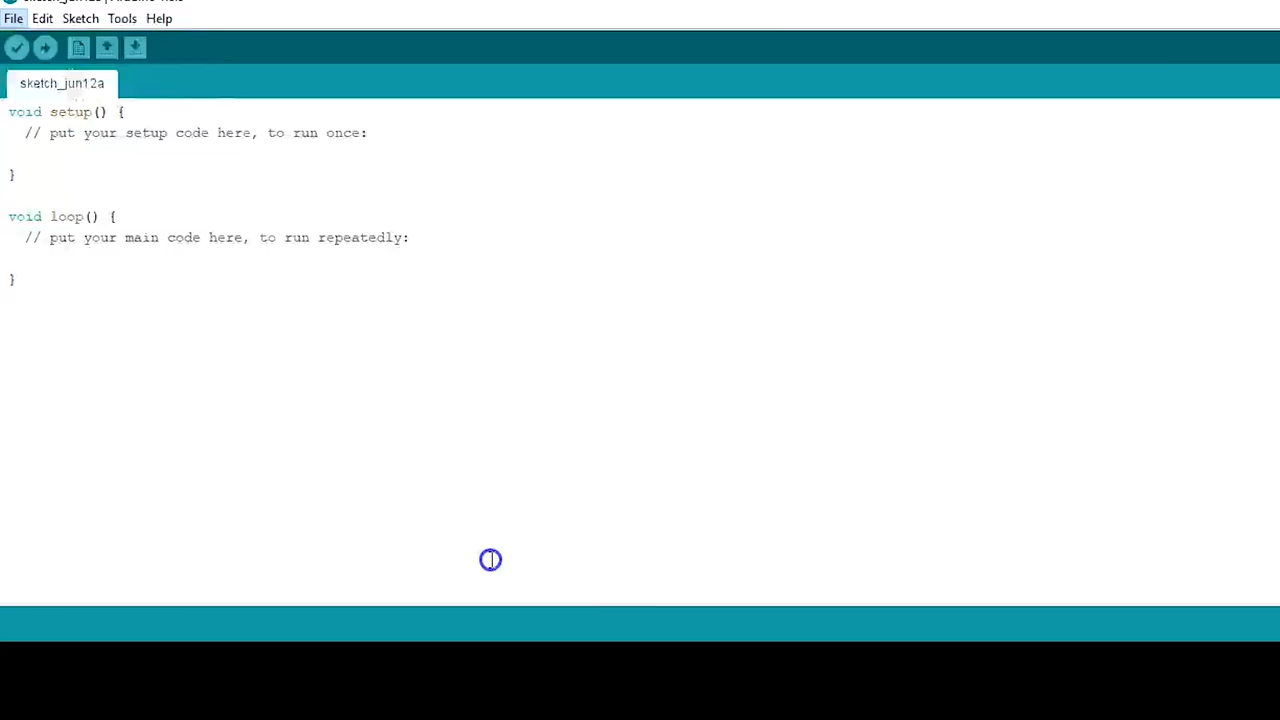 File Edit Sketch Tools Help
sketch_jun12a
void setup() {
  // put your setup code here, to run once:
}
void loop() {
  // put your main code here, to run repeatedly:
}